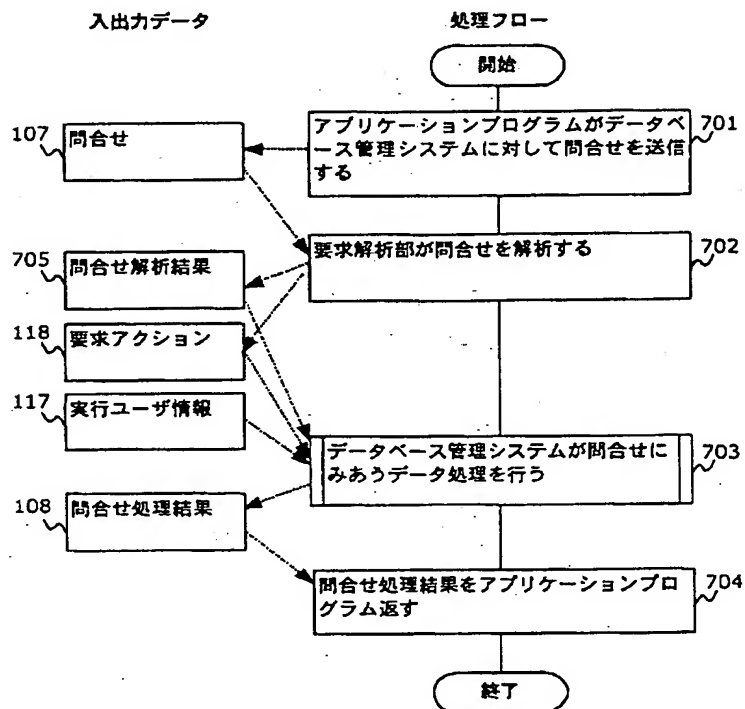 入出力データ
処理フロー
開始
107
問合せ
アプリケーションプログラムがデータベ
ース管理システムに対して問合せを送信
する
701
要求解析部が問合せを解析する
702
705
問合せ解析結果
118
要求アクション
117
実行ユーザ情報
データベース管理システムが問合せに
みあうデータ処理を行う
703
108
問合せ処理結果
問合せ処理結果をアプリケーションプロ
グラム返す
704
終了